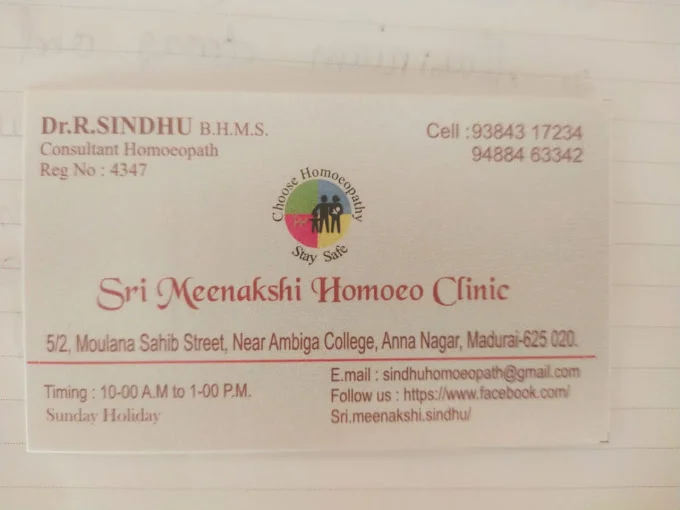 Dr.R.SINDHU B.H.M.S.
Consultant Homoeopath
Reg No : 4347
Cell :93843 17234
94884 63342
Choose Homoeopathy
Stay Safe
Sri Meenakshi Homoeo Clinic
5/2, Moulana Sahib Street, Near Ambiga College, Anna Nagar, Madurai-625 020.
Timing : 10-00 A.M to 1-00 P.M.
Sunday Holiday
E.mail : sindhuhomoeopath@gmail.com
Follow us : https://www.facebook.com/
Sri.meenakshi.sindhu/